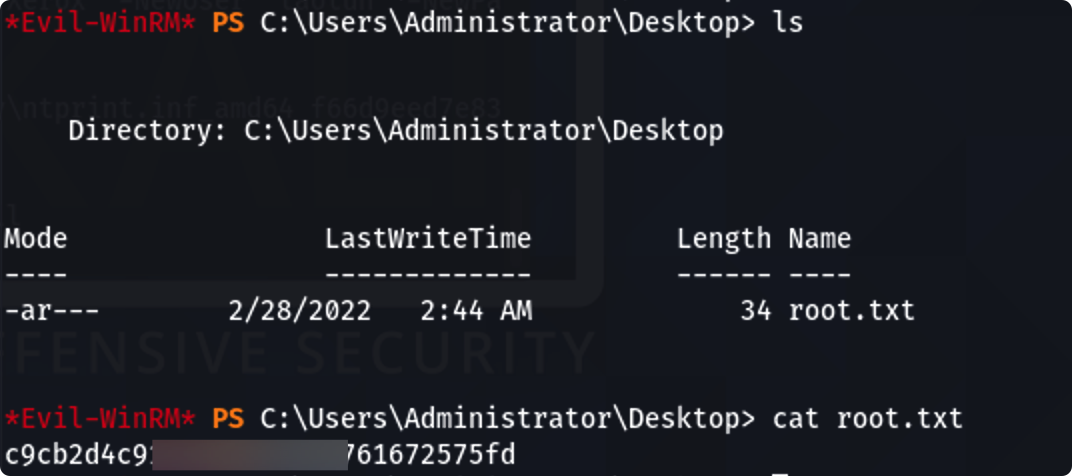 *Evil-WinRM* PS C:\Users\Administrator\Desktop> ls
\ntprint.inf_amd64_f66d9eed7e83
Directory: C:\Users\Administrator\Desktop
Mode LastWriteTime Length Name
---- ------------- ------ ----
-ar--- 2/28/2022 2:44 AM 34 root.txt
FENSIVE SECURITY
*Evil-WinRM* PS C:\Users\Administrator\Desktop> cat root.txt
c9cb2d4c9 761672575fd